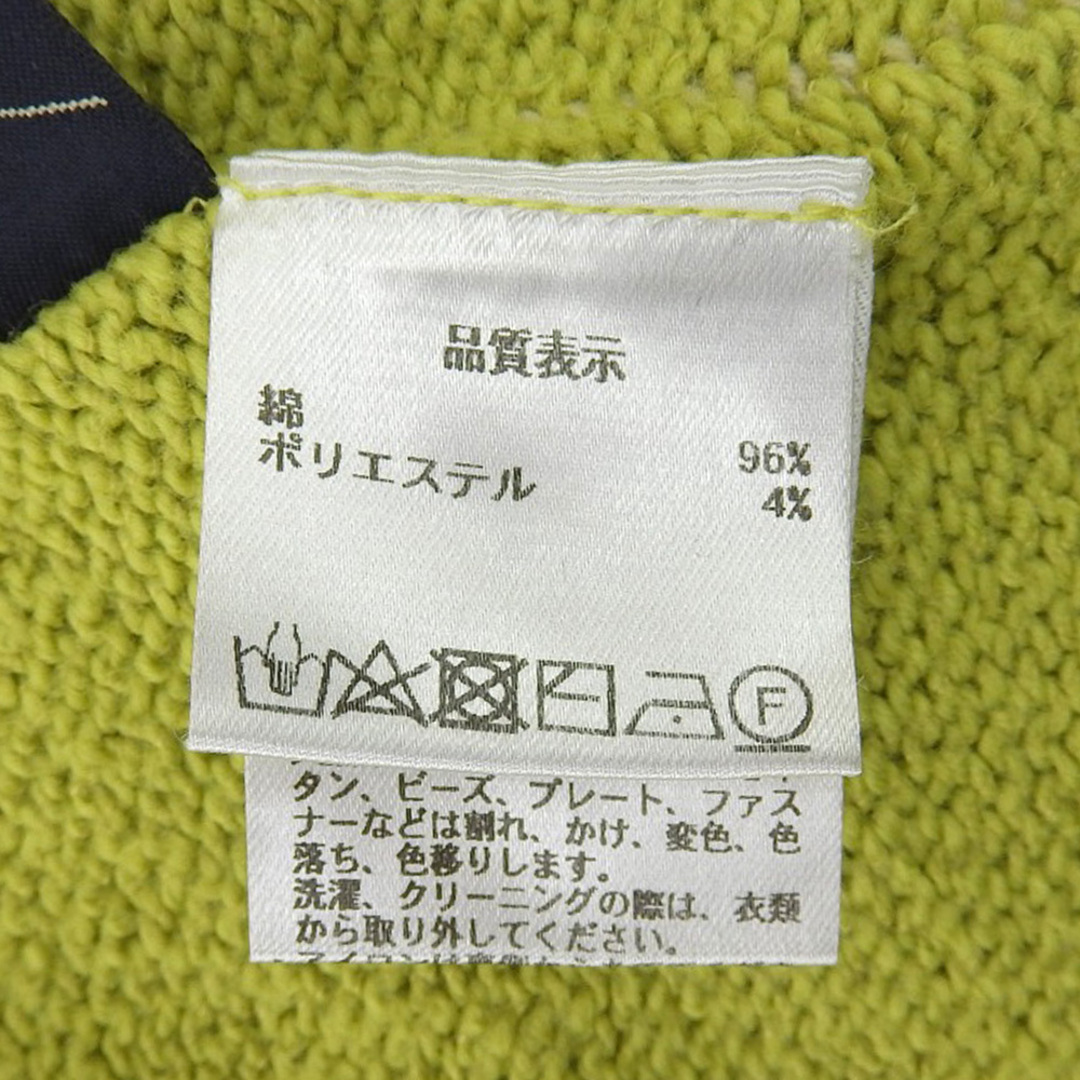 品質表示
綿 96%
ポリエステル 4%
F
タン、ビーズ、プレート、ファス
ナーなどは割れ、かけ、変色、色
落ち、色移りします。
洗濯、クリーニングの際は、衣類
から取り外してください。